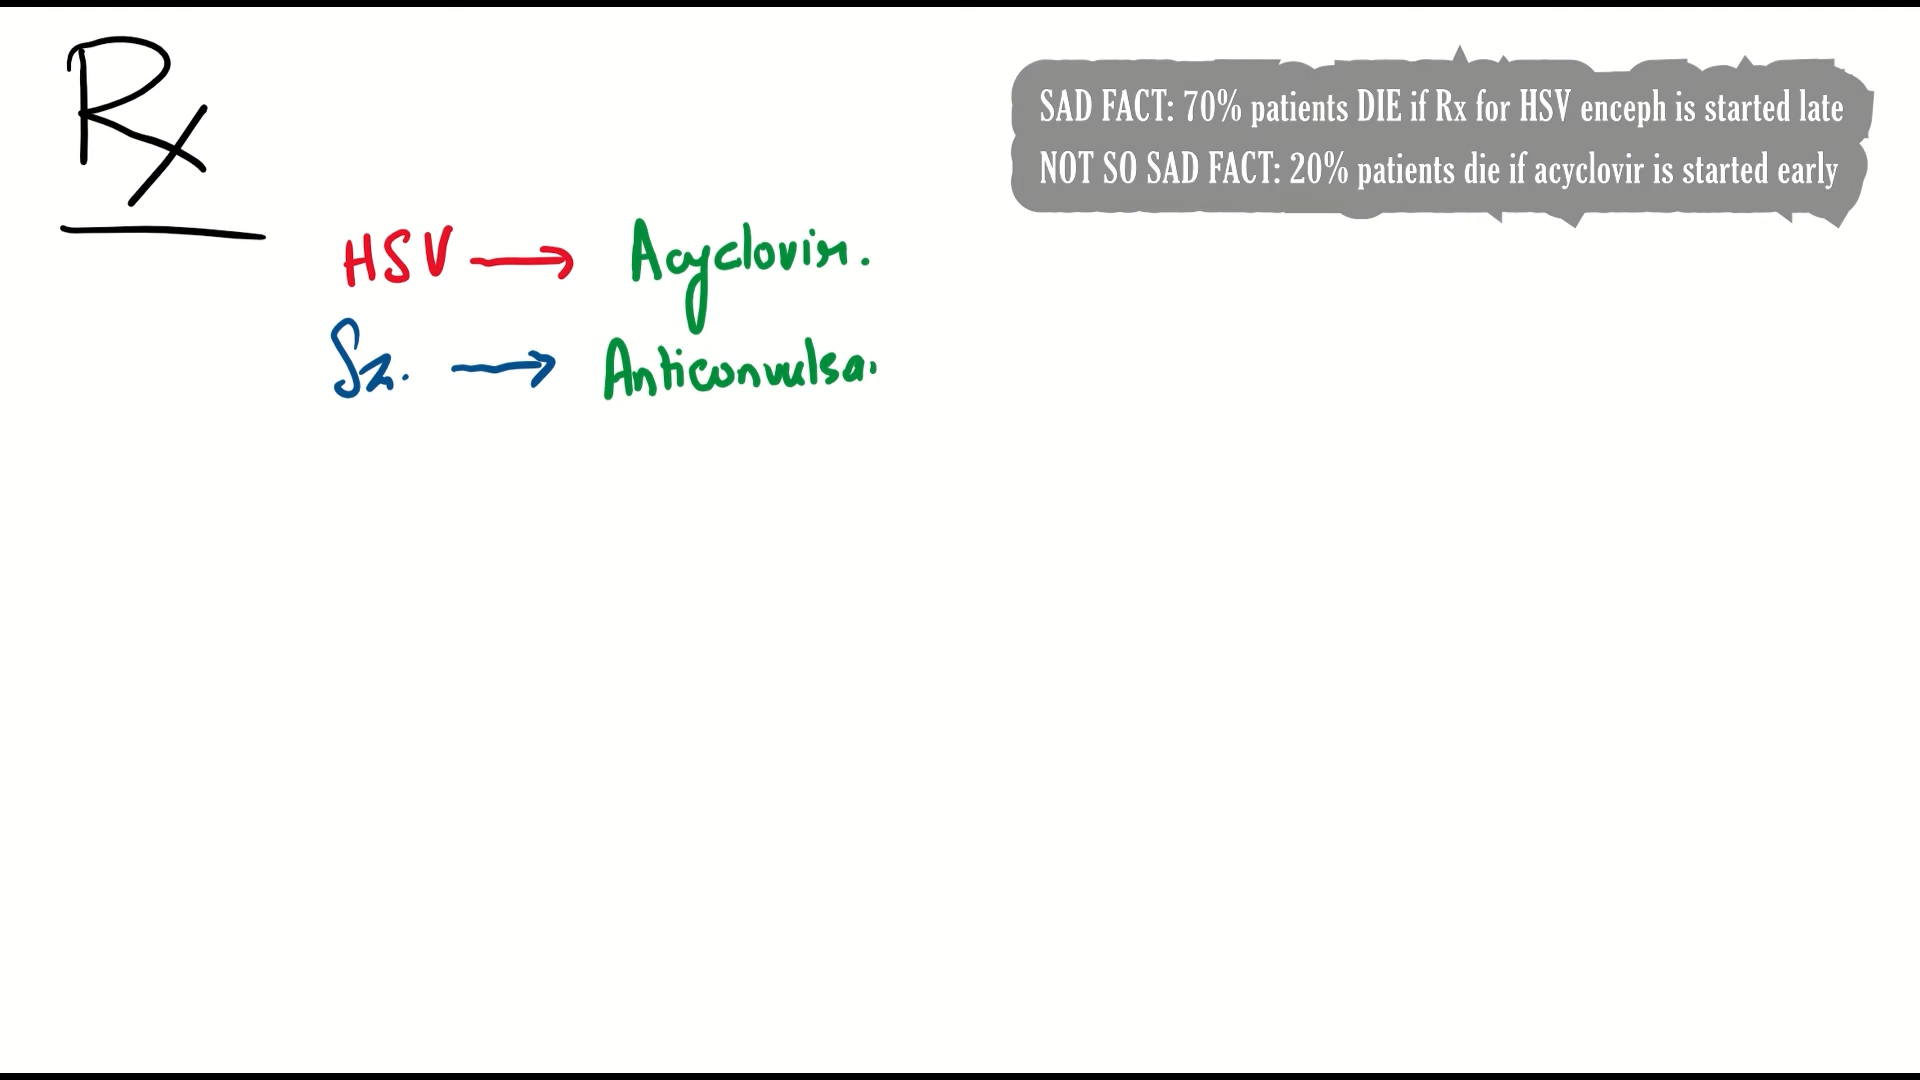 Rx
SAD FACT: 70% patients DIE if Rx for HSV enceph is started late
NOT SO SAD FACT: 20% patients die if acyclovir is started early
HSV → Acyclovir.
Sz. → Anticonvulsa